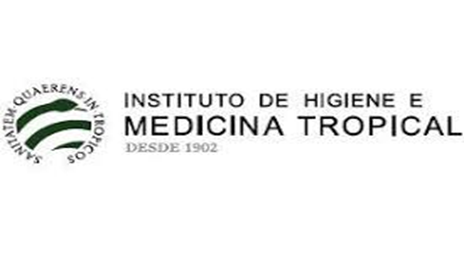 SANITATEM·QUAERENS·IN·TROPICOS
INSTITUTO DE HIGIENE E
MEDICINA TROPICAL
DESDE 1902